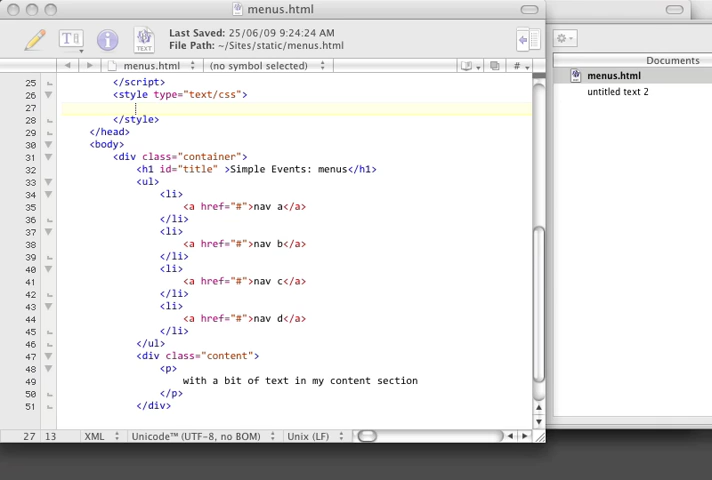 menus.html
Last Saved: 25/06/09 9:24:24 AM
File Path: ~/Sites/static/menus.html
TEXT
T
menus.html (no symbol selected) #
25 </script>
26 <style type="text/css">
27
28 </style>
29 </head>
30 <body>
31 <div class="container">
32 <h1 id="title" >Simple Events: menus</h1>
33 <ul>
34 <li>
35 <a href="#">nav a</a>
36 </li>
37 <li>
38 <a href="#">nav b</a>
39 </li>
40 <li>
41 <a href="#">nav c</a>
42 </li>
43 <li>
44 <a href="#">nav d</a>
45 </li>
46 </ul>
47 <div class="content">
48 <p>
49 with a bit of text in my content section
50 </p>
51 </div>
27 13 XML Unicode™ (UTF-8, no BOM) Unix (LF)
Documents
menus.html
untitled text 2